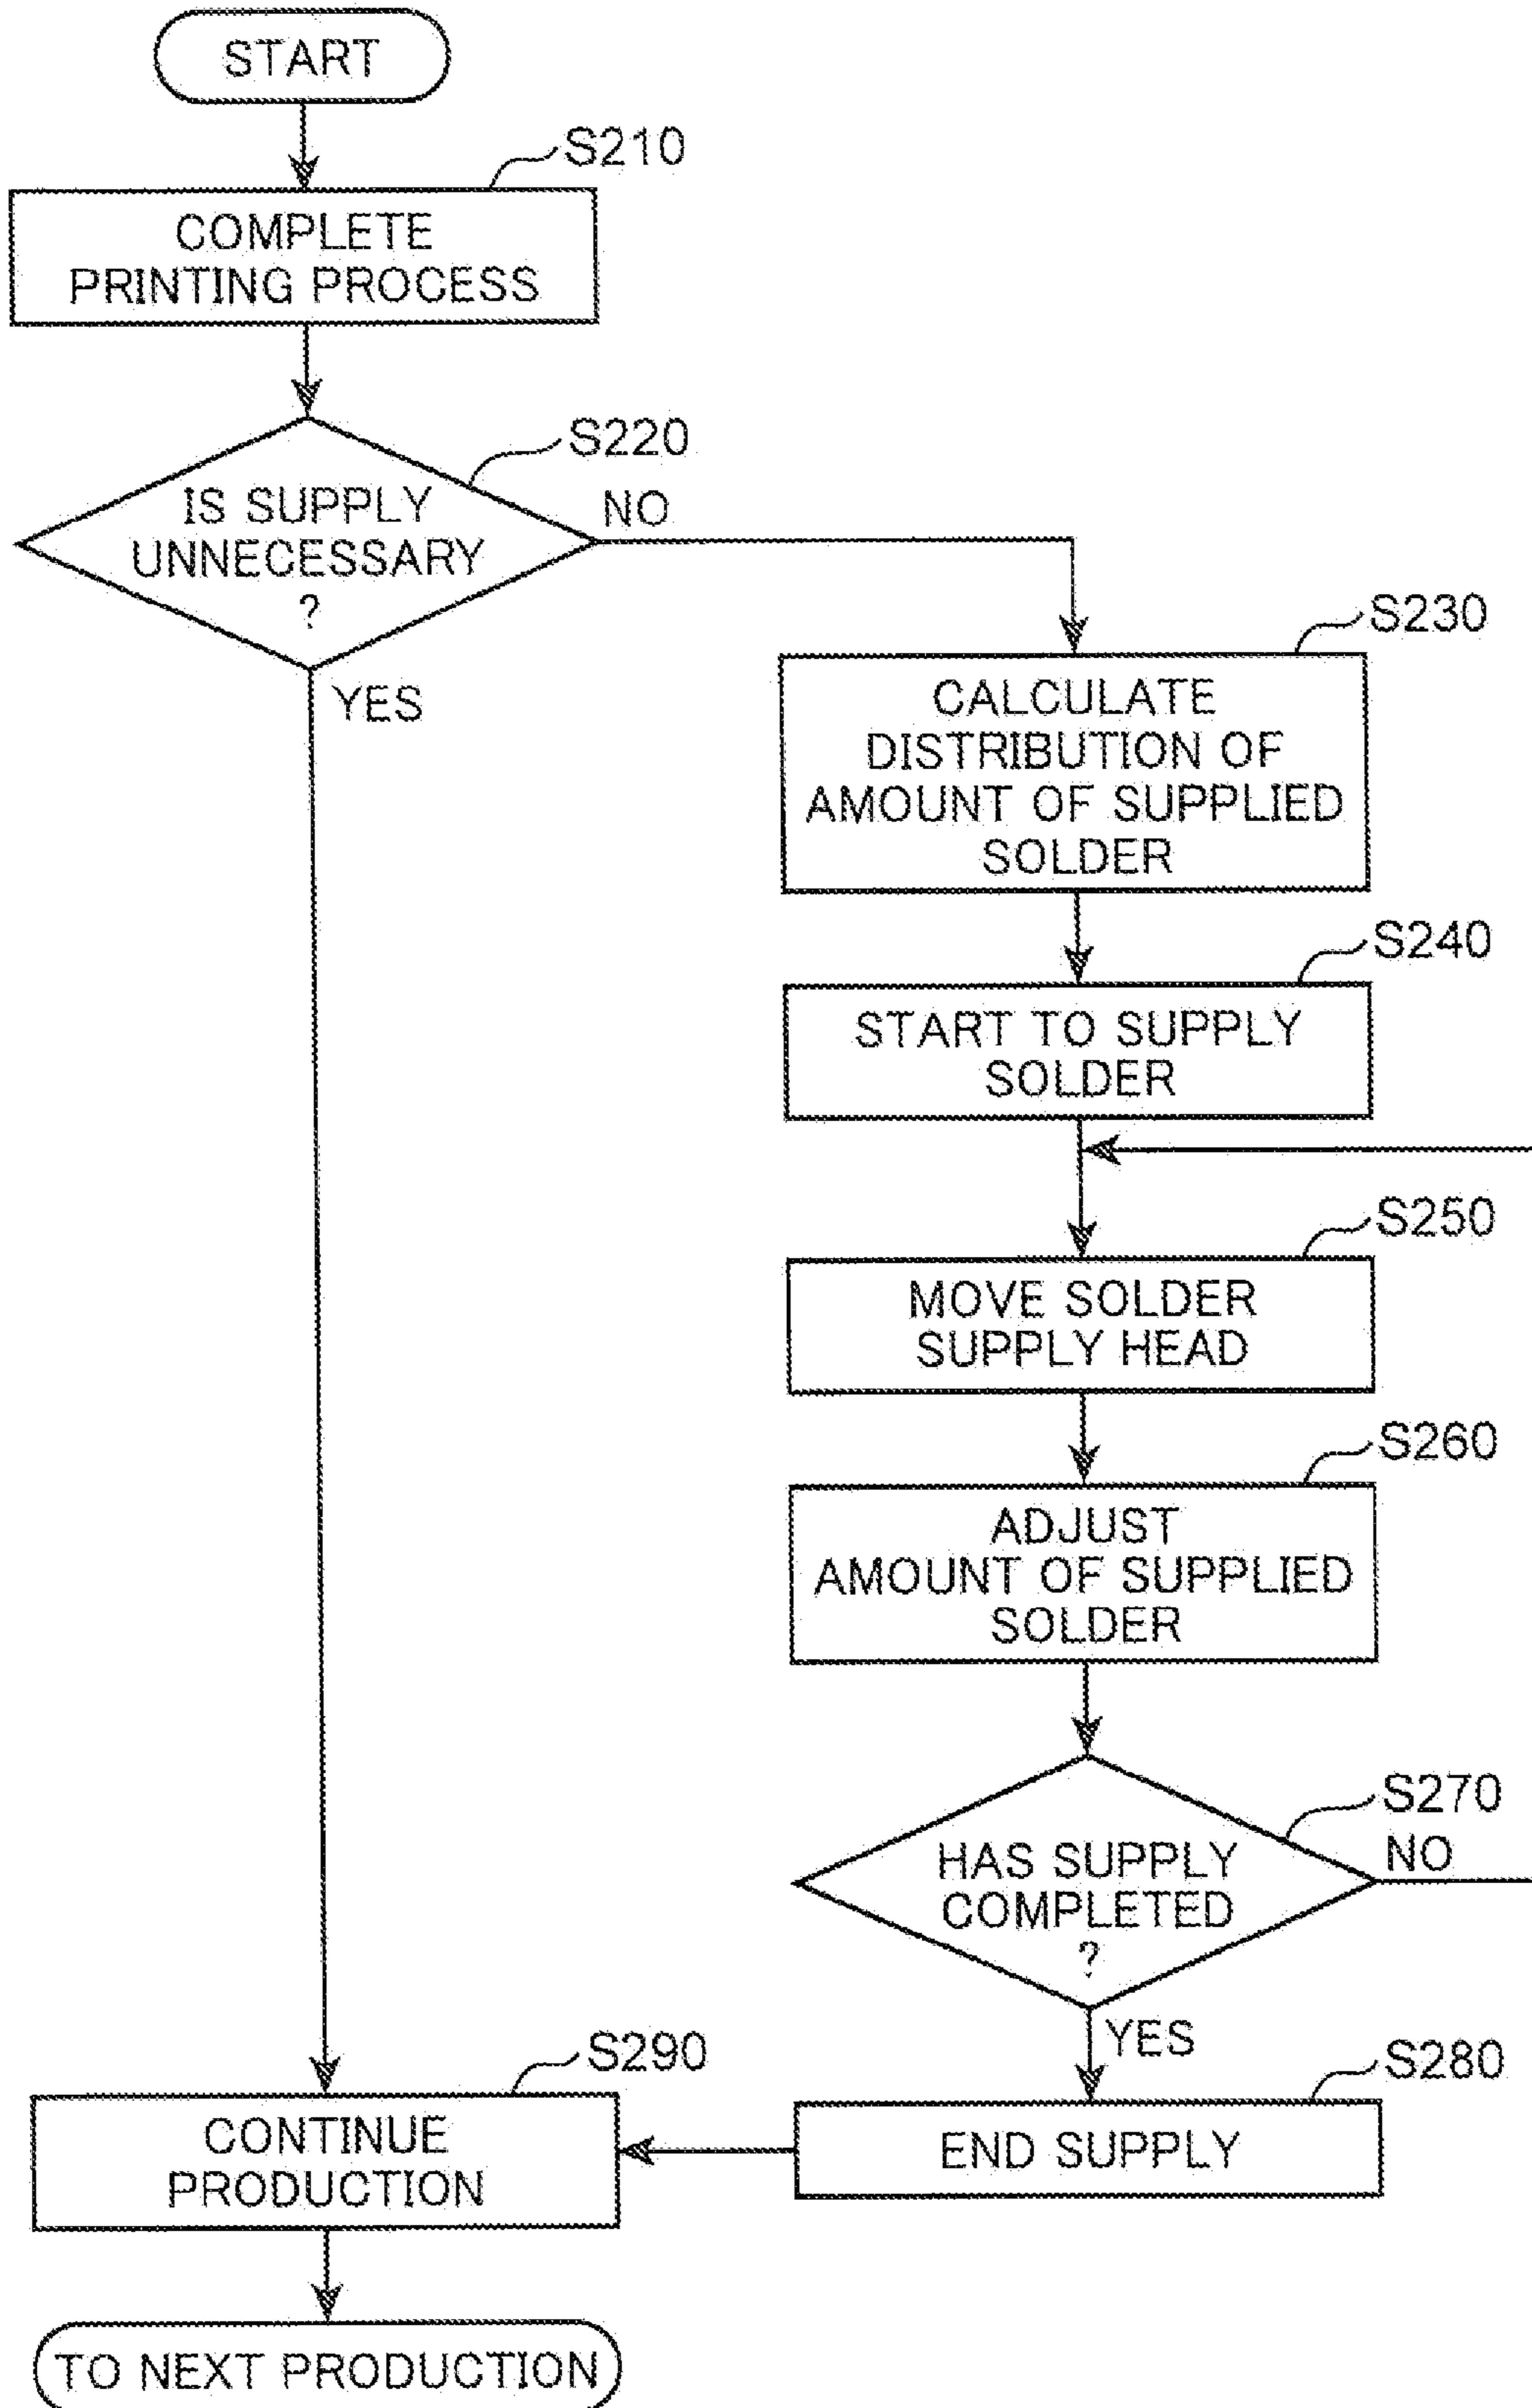 START
S210
COMPLETE
PRINTING PROCESS
S220
IS SUPPLY
UNNECESSARY
?
NO
YES
S230
CALCULATE
DISTRIBUTION OF
AMOUNT OF SUPPLIED
SOLDER
S240
START TO SUPPLY
SOLDER
S250
MOVE SOLDER
SUPPLY HEAD
S260
ADJUST
AMOUNT OF SUPPLIED
SOLDER
S270
HAS SUPPLY
COMPLETED
?
NO
YES
S280
END SUPPLY
S290
CONTINUE
PRODUCTION
TO NEXT PRODUCTION